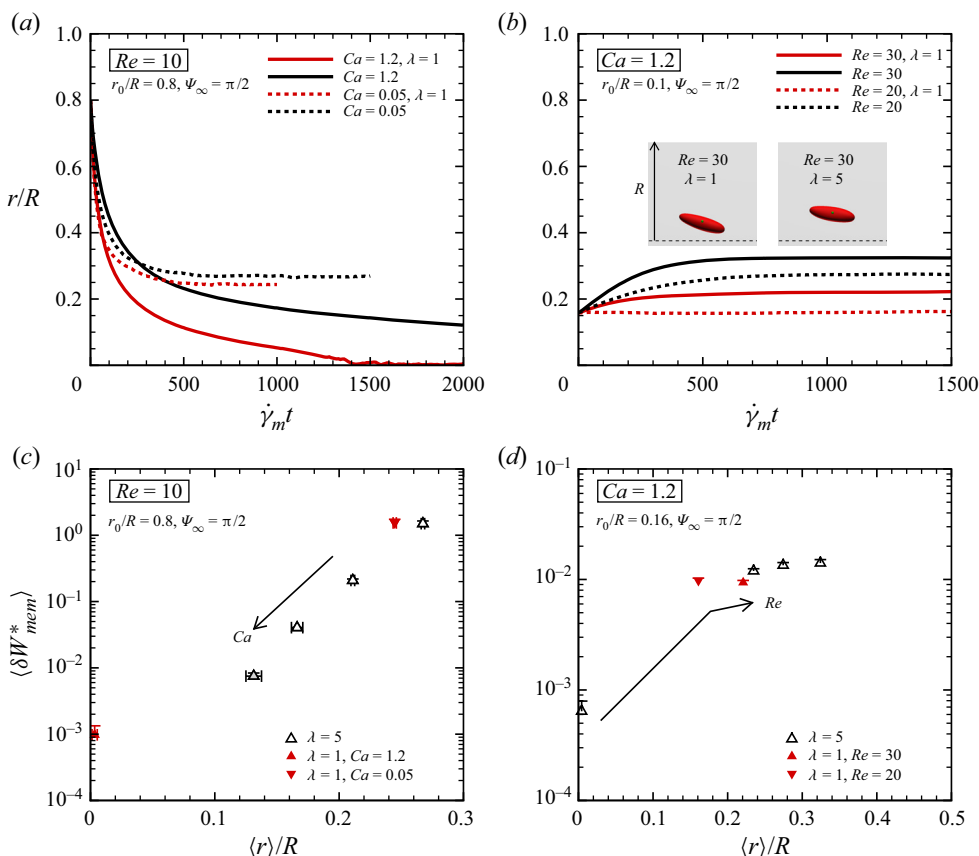 (a)
Re = 10
r₀/R = 0.8, Ψ∞ = π/2
Ca = 1.2, λ = 1
Ca = 1.2
Ca = 0.05, λ = 1
Ca = 0.05
1.0
0.8
0.6
0.4
0.2
r/R
0
500
1000
1500
2000
γ̇ₘt
(b)
Ca = 1.2
r₀/R = 0.1, Ψ∞ = π/2
Re = 30, λ = 1
Re = 30
Re = 20, λ = 1
Re = 20
R
Re = 30
λ = 1
Re = 30
λ = 5
1.0
0.8
0.6
0.4
0.2
0
500
1000
1500
γ̇ₘt
(c)
Re = 10
r₀/R = 0.8, Ψ∞ = π/2
Ca
λ = 5
λ = 1, Ca = 1.2
λ = 1, Ca = 0.05
10¹
10⁰
10⁻¹
10⁻²
10⁻³
10⁻⁴
⟨δW*mem⟩
0
0.1
0.2
0.3
⟨r⟩/R
(d)
Ca = 1.2
r₀/R = 0.16, Ψ∞ = π/2
Re
λ = 5
λ = 1, Re = 30
λ = 1, Re = 20
10⁻¹
10⁻²
10⁻³
10⁻⁴
0
0.1
0.2
0.3
0.4
0.5
⟨r⟩/R